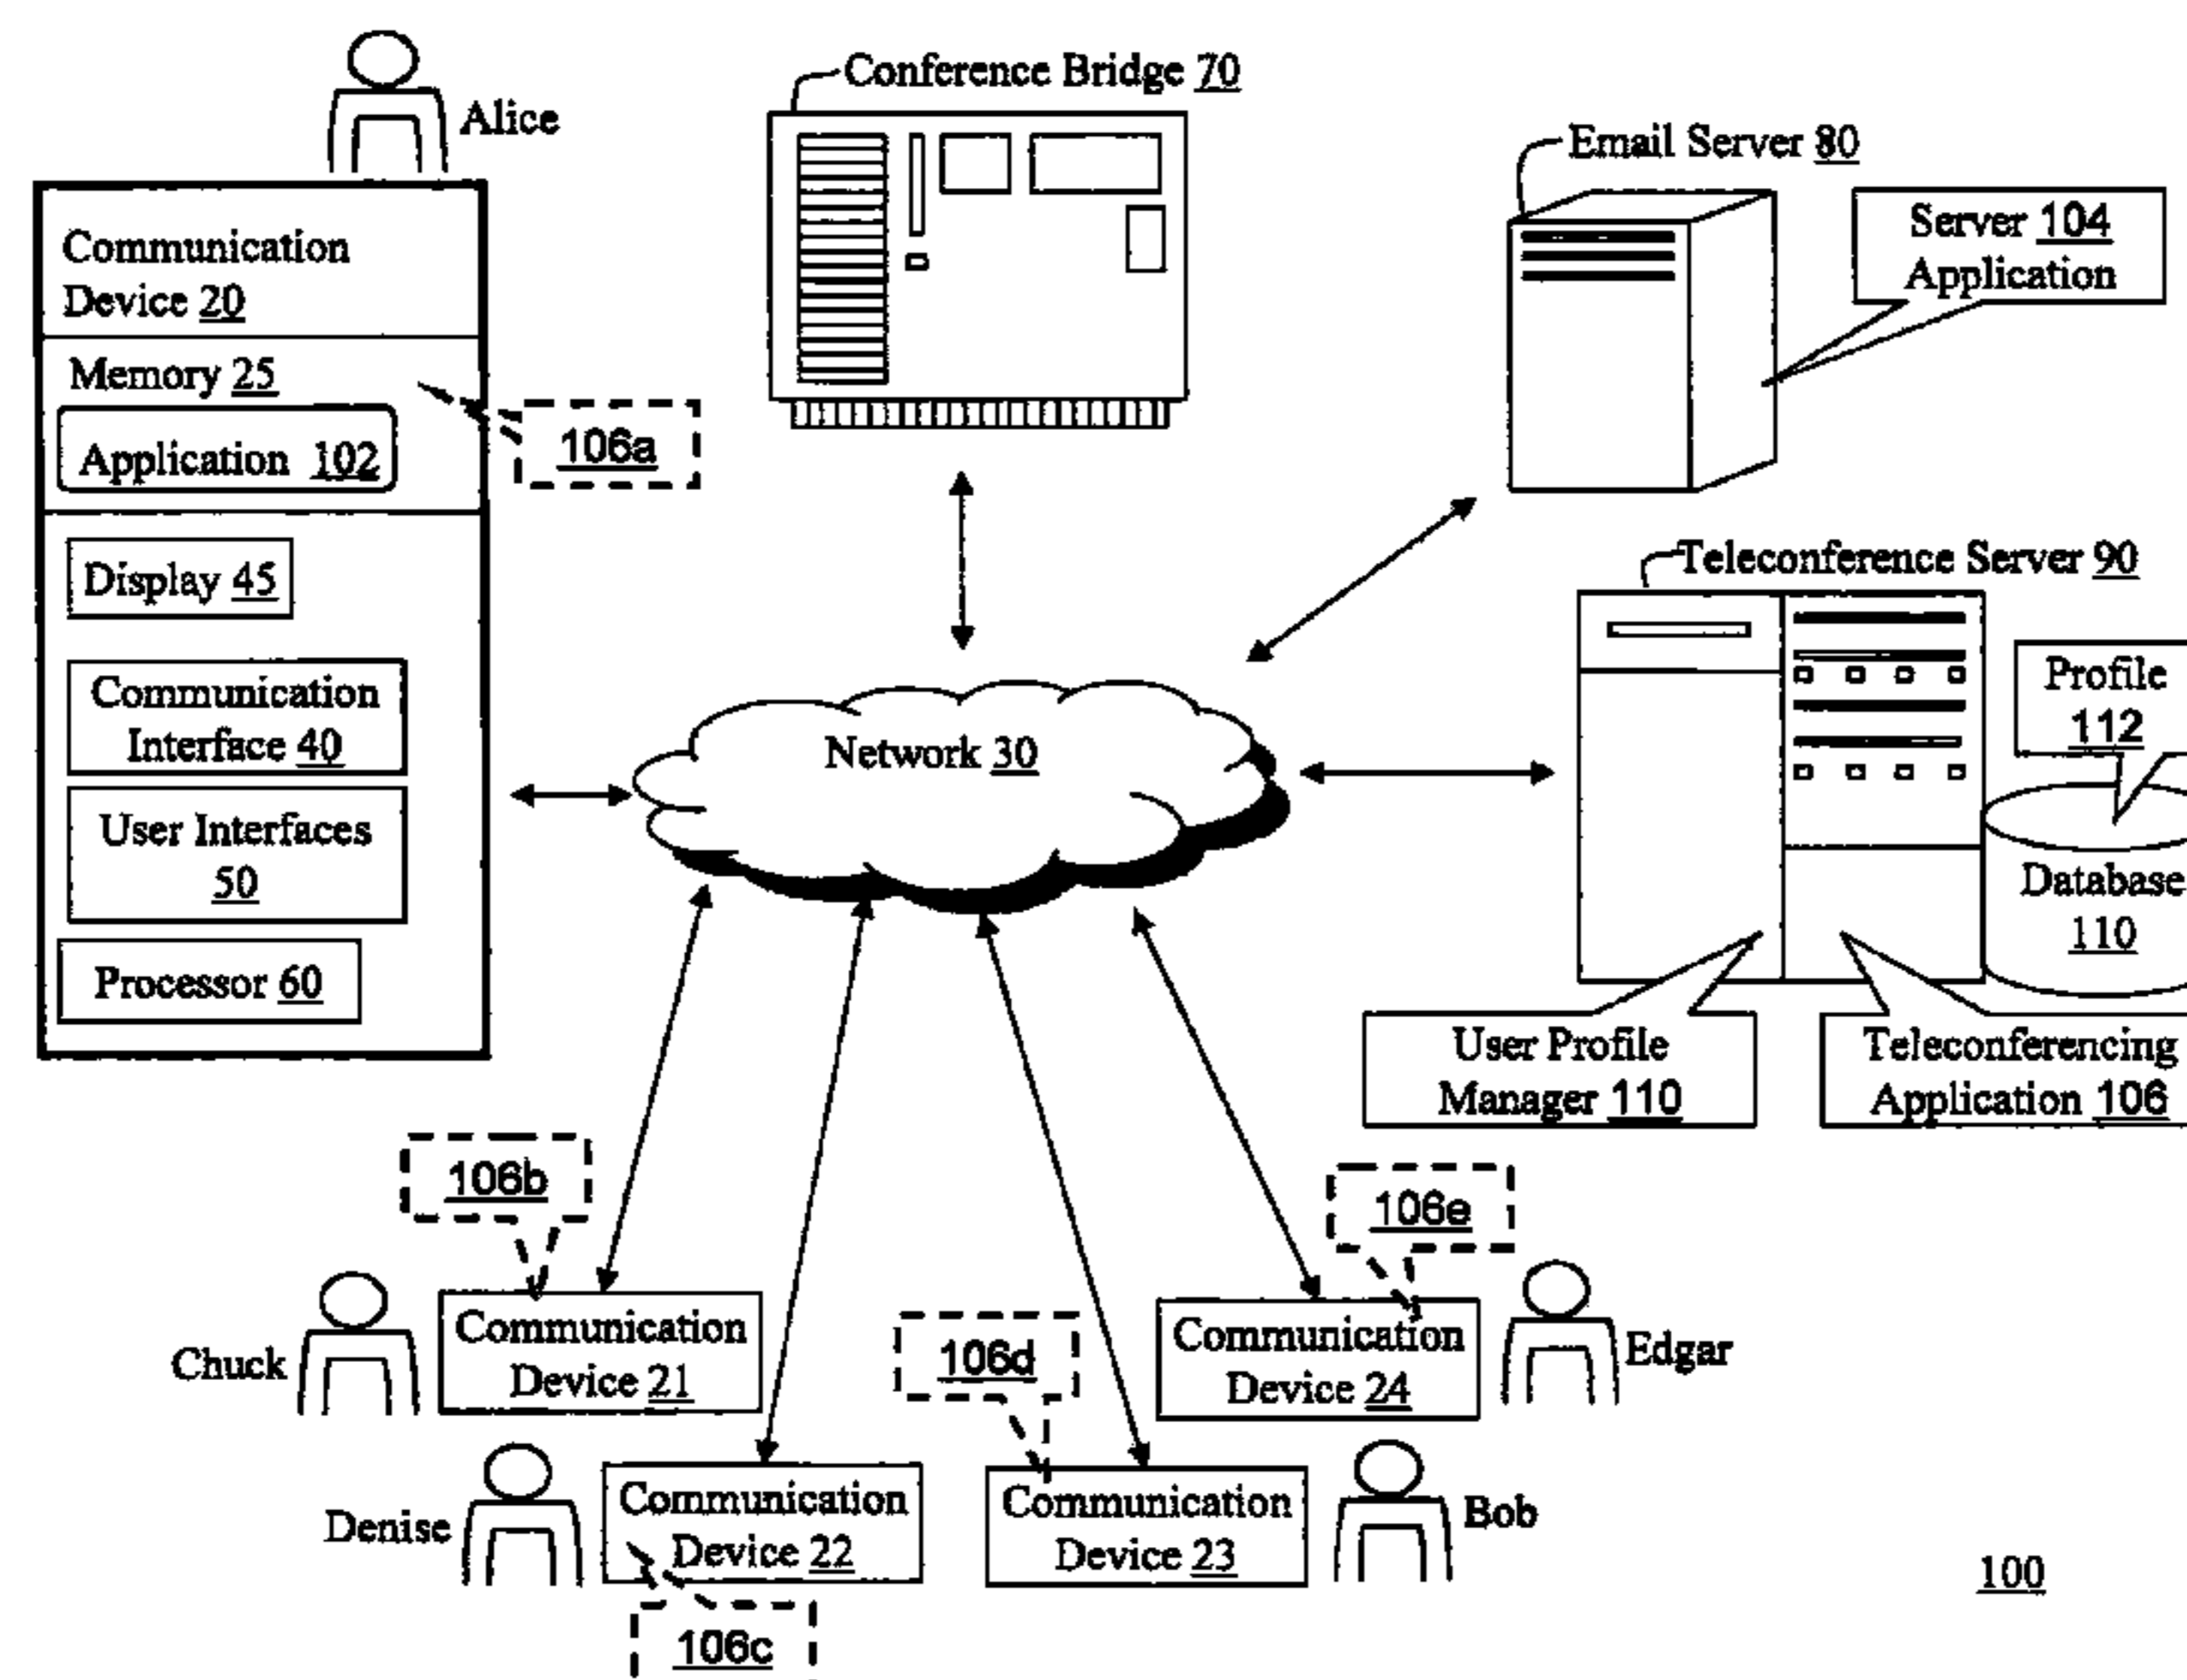 Alice
Conference Bridge 70
Email Server 80
Server 104
Application
Communication
Device 20
Memory 25
Application 102
106a
Display 45
Communication
Interface 40
User Interfaces
50
Processor 60
Network 30
Teleconference Server 90
Profile
112
Database
110
User Profile
Manager 110
Teleconferencing
Application 106
106b
Chuck
Communication
Device 21
106e
Communication
Device 24
Edgar
106d
Denise
Communication
Device 22
106c
Communication
Device 23
Bob
100